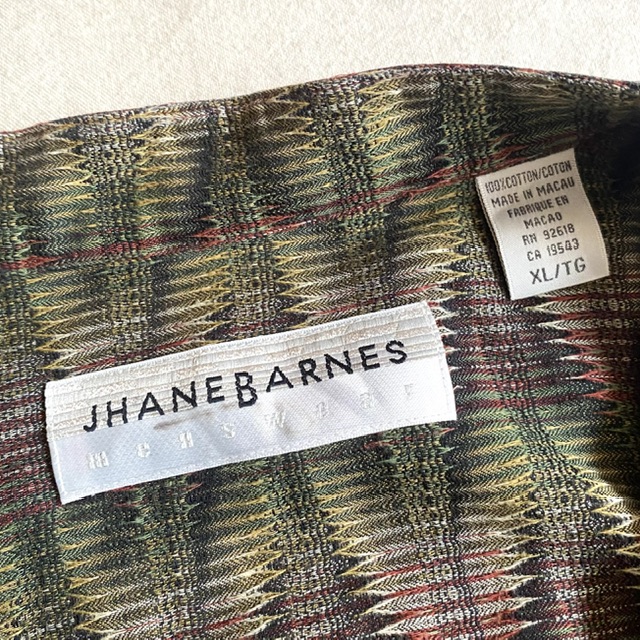 JHANEBARNES
menswear
100%COTTON/COTON
MADE IN MACAU
FABRIQUE EN
MACAO
RN 92618
CA 19543
XL/TG